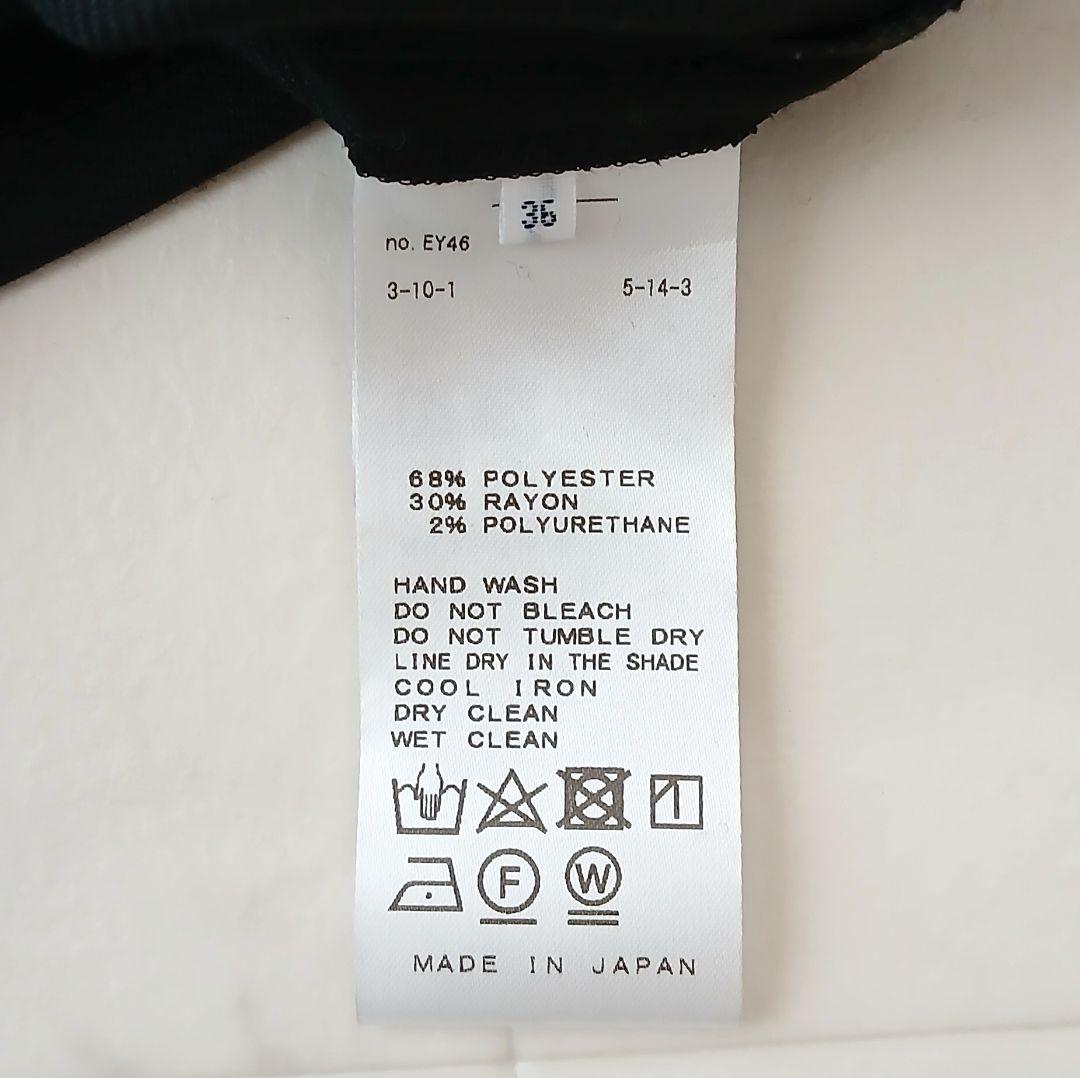 36
no. EY46
3-10-1 5-14-3
68% POLYESTER
30% RAYON
2% POLYURETHANE
HAND WASH
DO NOT BLEACH
DO NOT TUMBLE DRY
LINE DRY IN THE SHADE
COOL IRON
DRY CLEAN
WET CLEAN
F W
MADE IN JAPAN